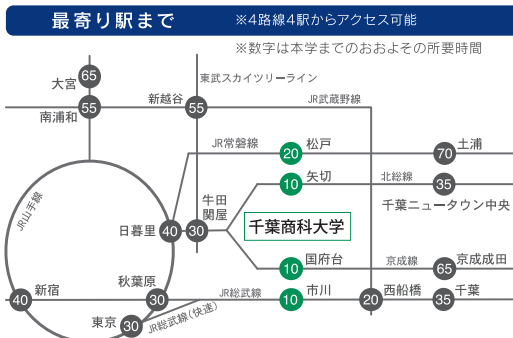 最寄り駅まで ※4路線4駅からアクセス可能
※数字は本学までのおおよその所要時間
大宮 65
東武スカイツリーライン
南浦和 55
新越谷 55
JR武蔵野線
JR常磐線
20 松戸
70 土浦
10 矢切
北総線
35
千葉ニュータウン中央
JR山手線
日暮里 40
牛田
関屋
30
千葉商科大学
10 国府台
京成線
65 京成成田
40 新宿
秋葉原
30
JR総武線
10 市川
20 西船橋
35 千葉
東京 30
JR総武線(快速)